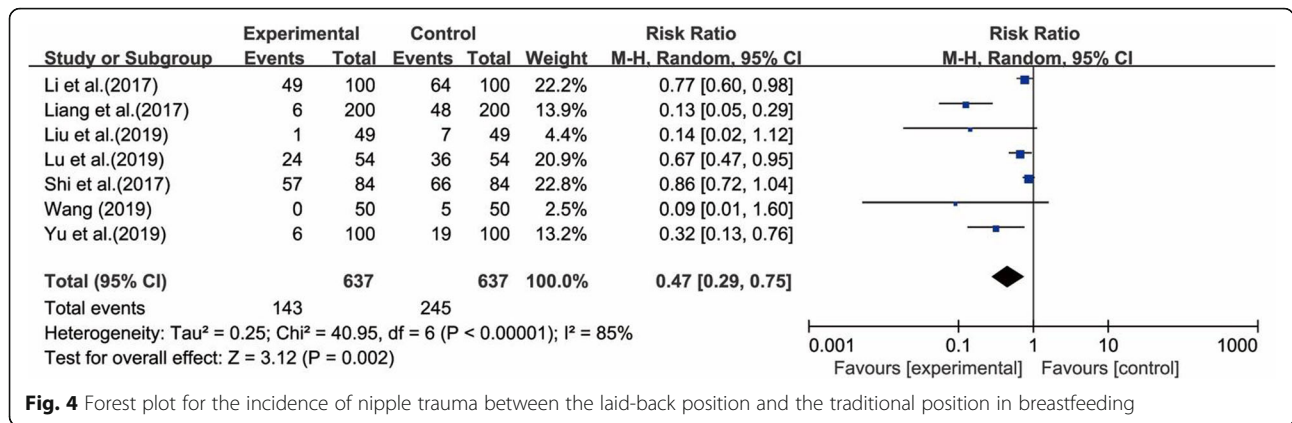 Experimental Control Risk Ratio Risk Ratio
Study or Subgroup Events Total Events Total Weight M-H, Random, 95% CI M-H, Random, 95% CI
Li et al.(2017) 49 100 64 100 22.2% 0.77 [0.60, 0.98]
Liang et al.(2017) 6 200 48 200 13.9% 0.13 [0.05, 0.29]
Liu et al.(2019) 1 49 7 49 4.4% 0.14 [0.02, 1.12]
Lu et al.(2019) 24 54 36 54 20.9% 0.67 [0.47, 0.95]
Shi et al.(2017) 57 84 66 84 22.8% 0.86 [0.72, 1.04]
Wang (2019) 0 50 5 50 2.5% 0.09 [0.01, 1.60]
Yu et al.(2019) 6 100 19 100 13.2% 0.32 [0.13, 0.76]
Total (95% CI) 637 637 100.0% 0.47 [0.29, 0.75]
Total events 143 245
Heterogeneity: Tau² = 0.25; Chi² = 40.95, df = 6 (P < 0.00001); I² = 85%
Test for overall effect: Z = 3.12 (P = 0.002)
0.001 0.1 1 10 1000
Favours [experimental] Favours [control]
Fig. 4 Forest plot for the incidence of nipple trauma between the laid-back position and the traditional position in breastfeeding